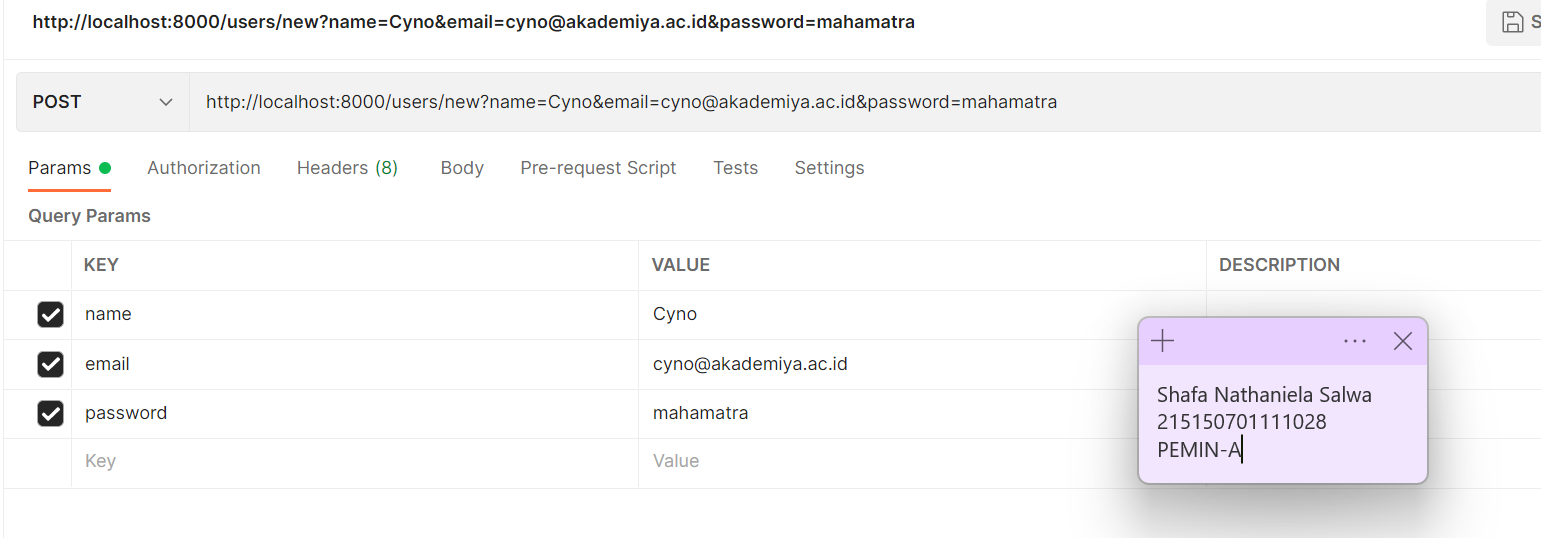 http://localhost:8000/users/new?name=Cyno&email=cyno@akademiya.ac.id&password=mahamatra
POST http://localhost:8000/users/new?name=Cyno&email=cyno@akademiya.ac.id&password=mahamatra
Params Authorization Headers (8) Body Pre-request Script Tests Settings
Query Params
KEY VALUE DESCRIPTION
name Cyno
email cyno@akademiya.ac.id
password mahamatra
Key Value
Shafa Nathaniela Salwa
215150701111028
PEMIN-A